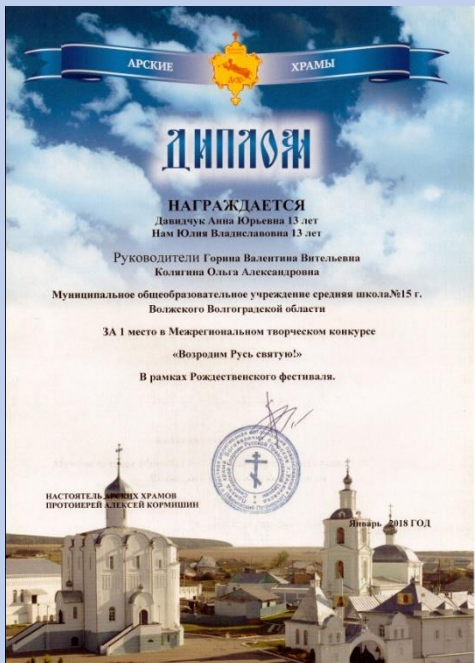 АРСКИЕ ХРАМЫ
ДИПЛОМ
НАГРАЖДАЕТСЯ
Давидчук Анна Юрьевна 13 лет
Нам Юлия Владиславовна 13 лет
Руководители Горина Валентина Вительевна
Колягина Ольга Александровна
Муниципальное общеобразовательное учреждение средняя школа№15 г.
Волжского Волгоградской области
ЗА 1 место в Межрегиональном творческом конкурсе
«Возродим Русь святую!»
В рамках Рождественского фестиваля.
НАСТОЯТЕЛЬ АРСКИХ ХРАМОВ
ПРОТОИЕРЕЙ АЛЕКСЕЙ КОРМИШИН
Январь 2018 ГОД